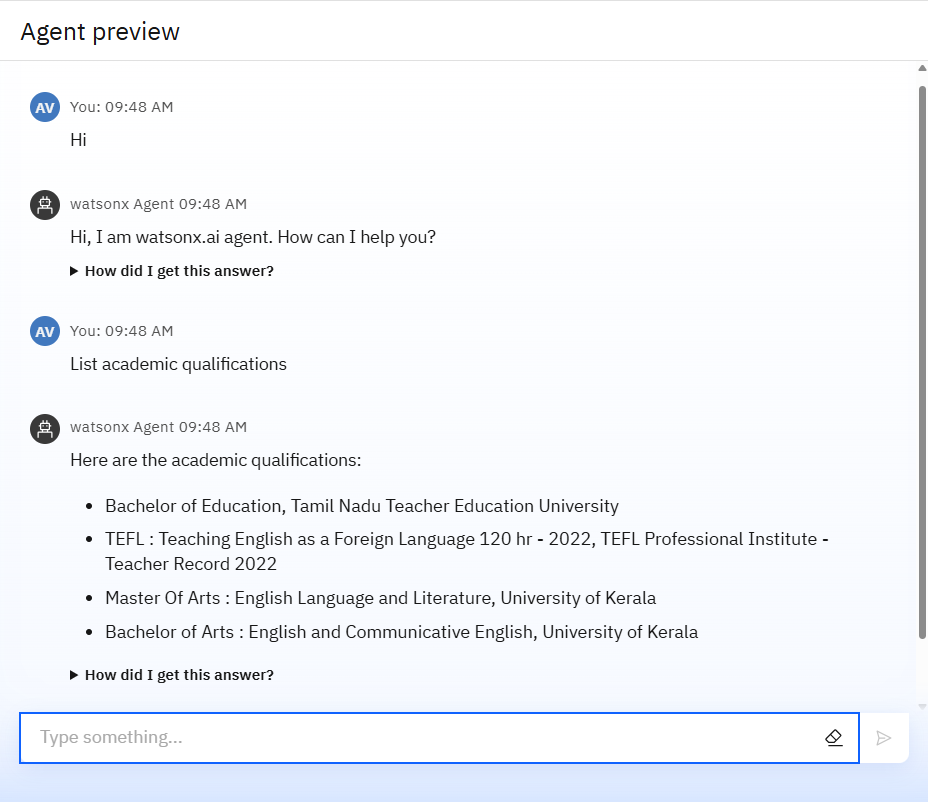 Agent preview
AV
You: 09:48 AM
Hi
watsonx Agent 09:48 AM
Hi, I am watsonx.ai agent. How can I help you?
How did I get this answer?
AV
You: 09:48 AM
List academic qualifications
watsonx Agent 09:48 AM
Here are the academic qualifications:
Bachelor of Education, Tamil Nadu Teacher Education University
TEFL : Teaching English as a Foreign Language 120 hr - 2022, TEFL Professional Institute -
Teacher Record 2022
Master Of Arts : English Language and Literature, University of Kerala
Bachelor of Arts : English and Communicative English, University of Kerala
How did I get this answer?
Type something...